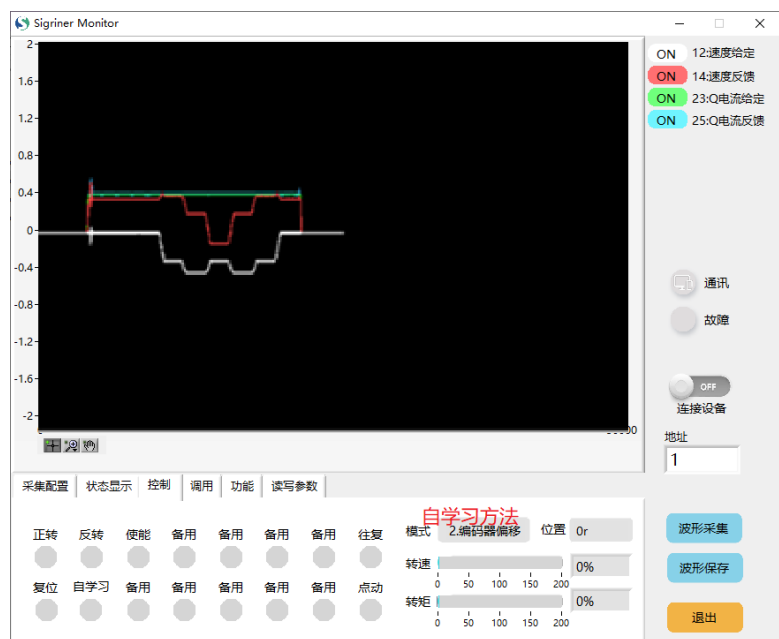 Sigriner Monitor
2
1.6
1.2
0.8
0.4
0
-0.4
-0.8
-1.2
-1.6
-2
ON 12:速度给定
ON 14:速度反馈
ON 23:Q电流给定
ON 25:Q电流反馈
通讯
故障
OFF
连接设备
地址
1
采集配置 状态显示 控制 调用 功能 读写参数
自学习方法
正转 反转 使能 备用 备用 备用 备用 往复
模式 2.编码器偏移 位置 0r
转速 0%
0 50 100 150 200
复位 自学习 备用 备用 备用 备用 备用 点动
转矩 0%
0 50 100 150 200
波形采集
波形保存
退出